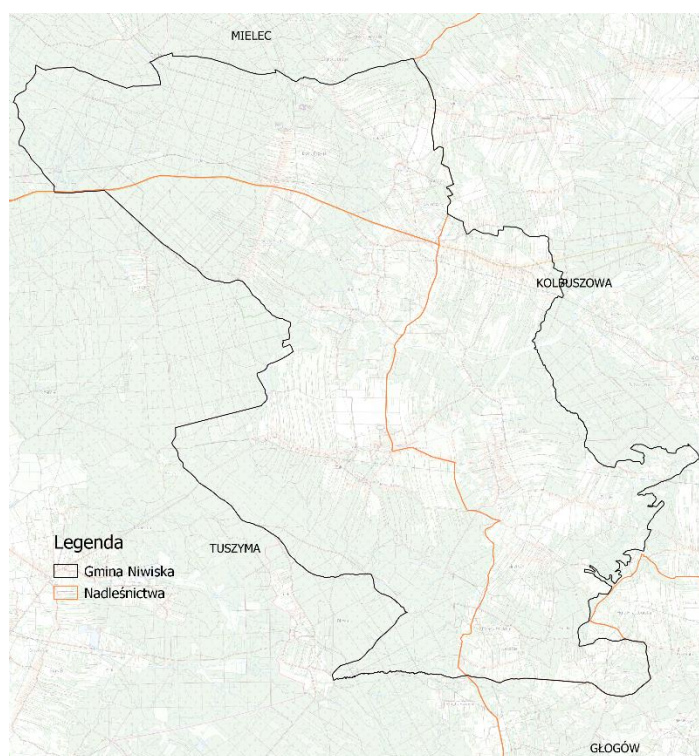 MIELEC
KOLBUSZOWA
Legenda
TUSZYMA
Gmina Niwiska
Nadleśnictwa
GŁOGÓW